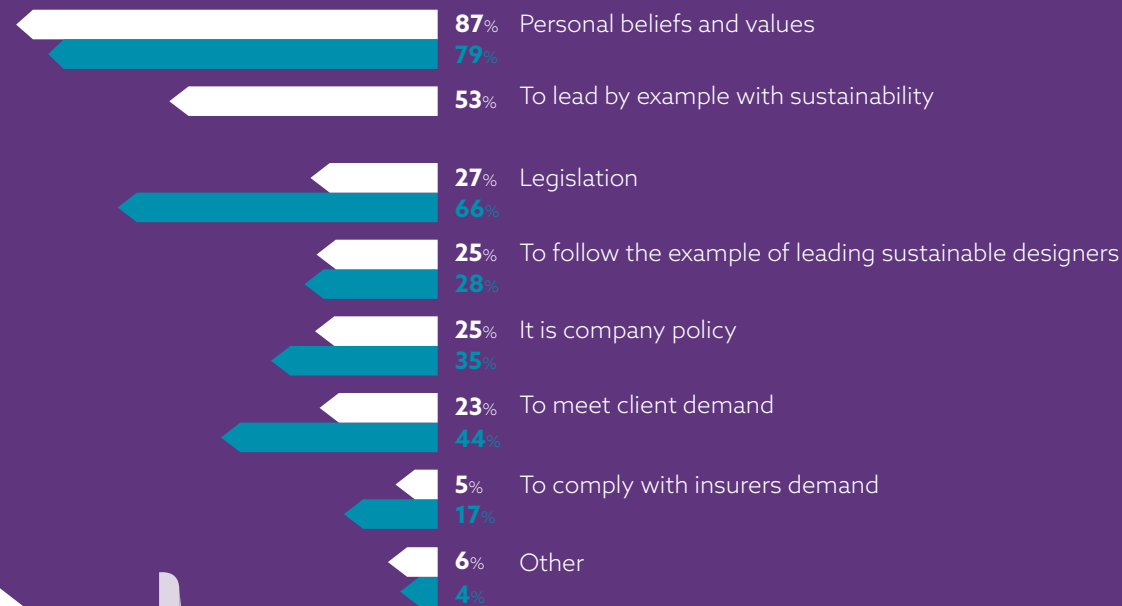 87% Personal beliefs and values
79%
53% To lead by example with sustainability
27% Legislation
66%
25% To follow the example of leading sustainable designers
28%
25% It is company policy
35%
23% To meet client demand
44%
5% To comply with insurers demand
17%
6% Other
4%